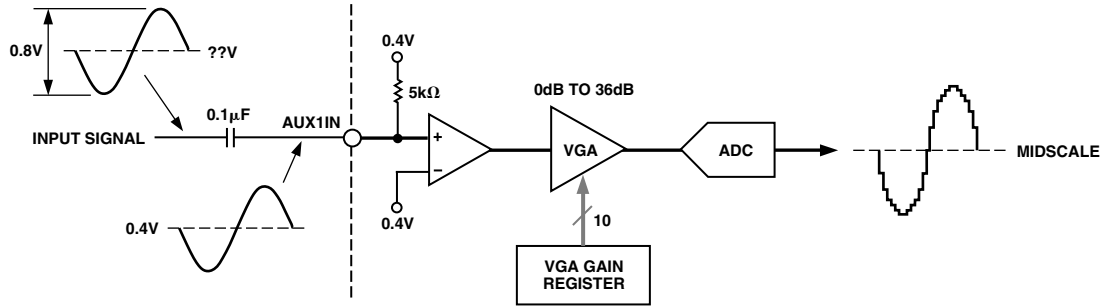 0.8V
??V
0.1μF
INPUT SIGNAL
AUX1IN
0.4V
0.4V
5kΩ
+
−
0.4V
0dB TO 36dB
VGA
10
VGA GAIN
REGISTER
ADC
MIDSCALE